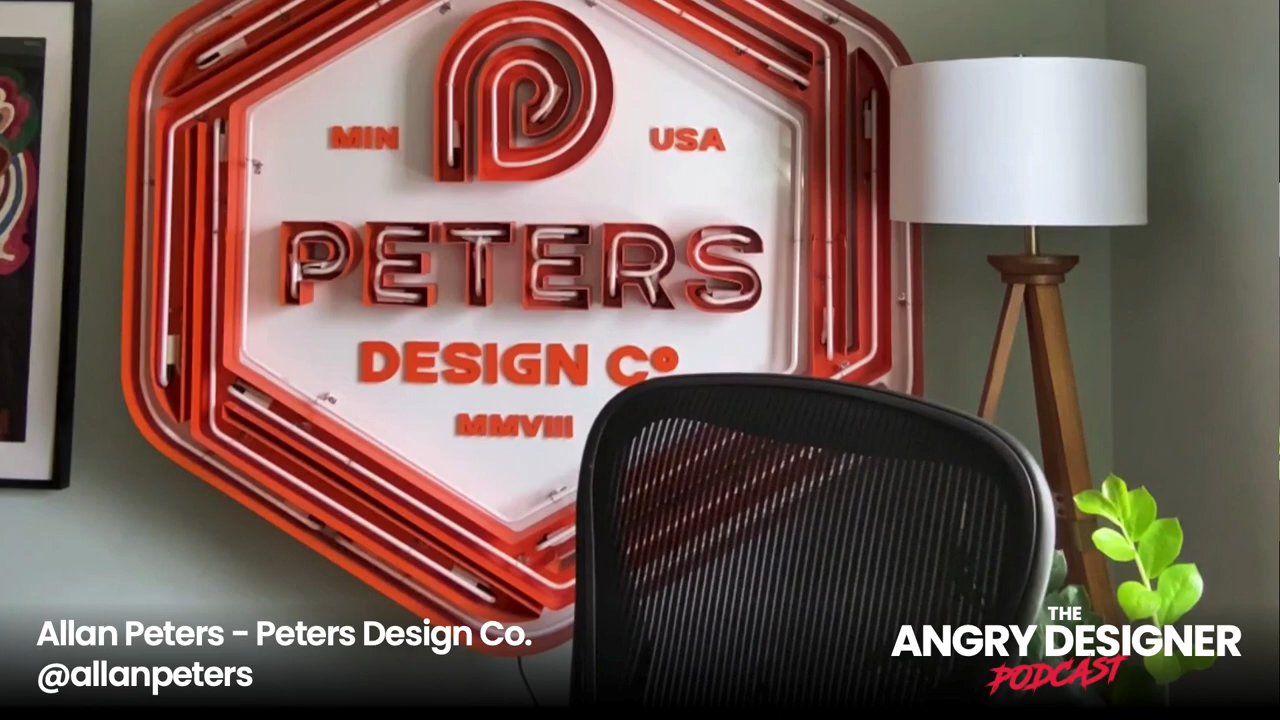 MIN USA
PETERS
DESIGN Cº
MMVIII
Allan Peters - Peters Design Co.
@allanpeters
THE
ANGRY DESIGNER
PODCAST